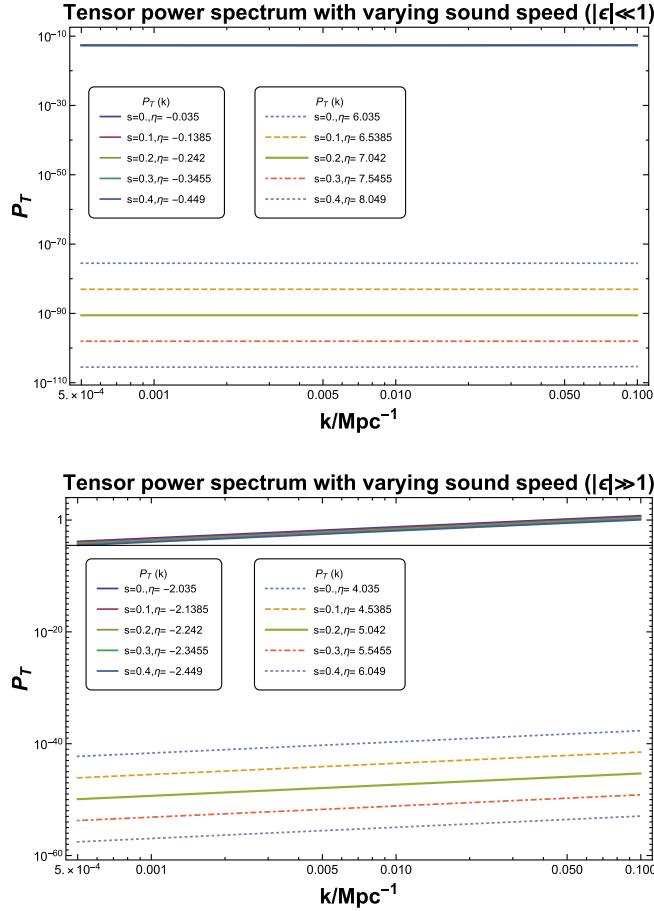 Tensor power spectrum with varying sound speed (|ϵ|≪1)
10⁻¹⁰
10⁻³⁰
10⁻⁵⁰
10⁻⁷⁰
10⁻⁹⁰
10⁻¹¹⁰
P_T
P_T (k)
s=0.,η= −0.035
s=0.1,η= −0.1385
s=0.2,η= −0.242
s=0.3,η= −0.3455
s=0.4,η= −0.449
P_T (k)
s=0.,η= 6.035
s=0.1,η= 6.5385
s=0.2,η= 7.042
s=0.3,η= 7.5455
s=0.4,η= 8.049
5.×10⁻⁴ 0.001 0.005 0.010 0.050 0.100
k/Mpc⁻¹
Tensor power spectrum with varying sound speed (|ϵ|≫1)
1
10⁻²⁰
10⁻⁴⁰
10⁻⁶⁰
P_T
P_T (k)
s=0.,η= −2.035
s=0.1,η= −2.1385
s=0.2,η= −2.242
s=0.3,η= −2.3455
s=0.4,η= −2.449
P_T (k)
s=0.,η= 4.035
s=0.1,η= 4.5385
s=0.2,η= 5.042
s=0.3,η= 5.5455
s=0.4,η= 6.049
5.×10⁻⁴ 0.001 0.005 0.010 0.050 0.100
k/Mpc⁻¹